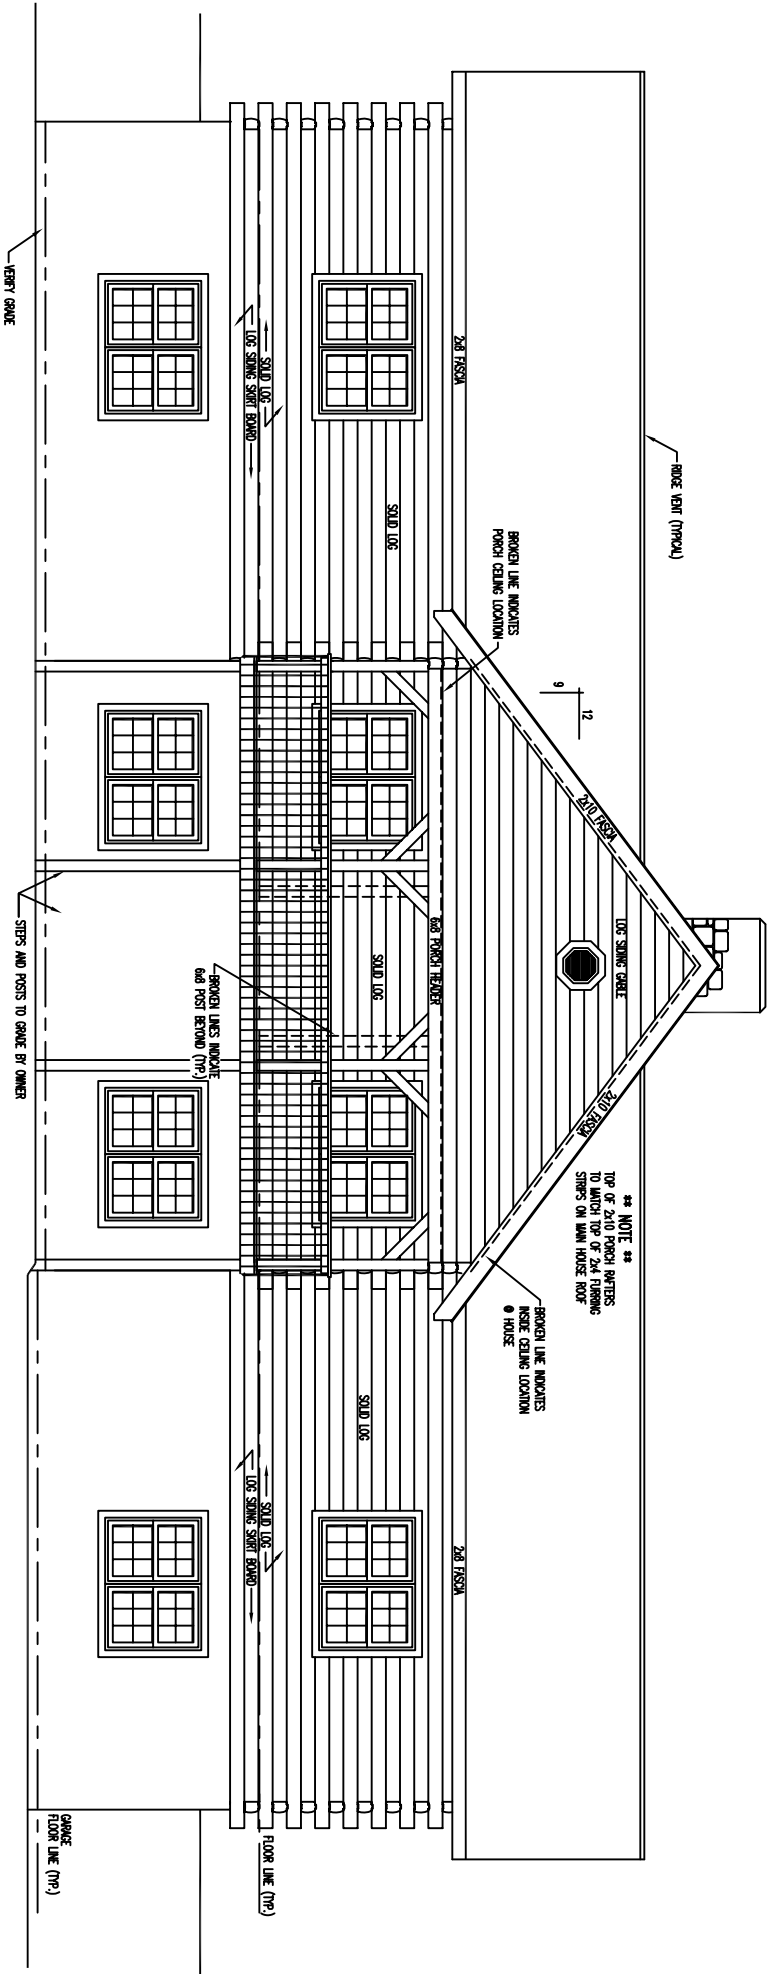 RIDGE VENT (TYPICAL)
2x8 FASCIA
BROKEN LINE INDICATES
PORCH CEILING LOCATION
12
9
2x10 FASCIA
LOG SIDING GABLE
2x10 FASCIA
** NOTE **
TOP OF 2x10 PORCH RAFTERS
TO MATCH TOP OF 2x4 FURRING
STRIPS ON MAIN HOUSE ROOF
BROKEN LINE INDICATES
INSIDE CEILING LOCATION
@ HOUSE
2x8 FASCIA
6x8 PORCH HEADER
SOLID LOG
SOLID LOG
SOLID LOG
SOLID LOG
LOG SIDING SKIRT BOARD
SOLID LOG
LOG SIDING SKIRT BOARD
FLOOR LINE (TYP.)
BROKEN LINES INDICATE
6x8 POST BEYOND (TYP.)
VERIFY GRADE
STEPS AND POSTS TO GRADE BY OWNER
GARAGE
FLOOR LINE (TYP.)